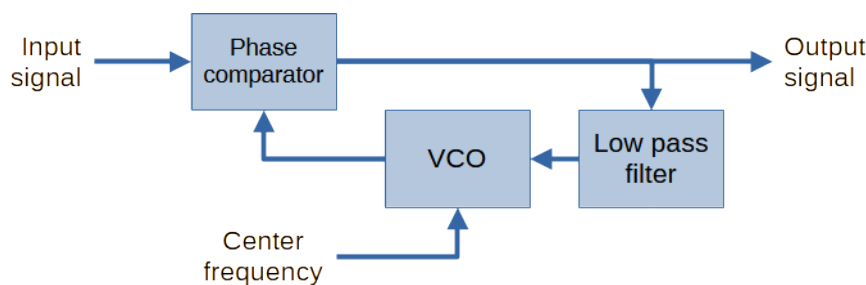 Input
signal
Phase
comparator
Output
signal
VCO
Low pass
filter
Center
frequency